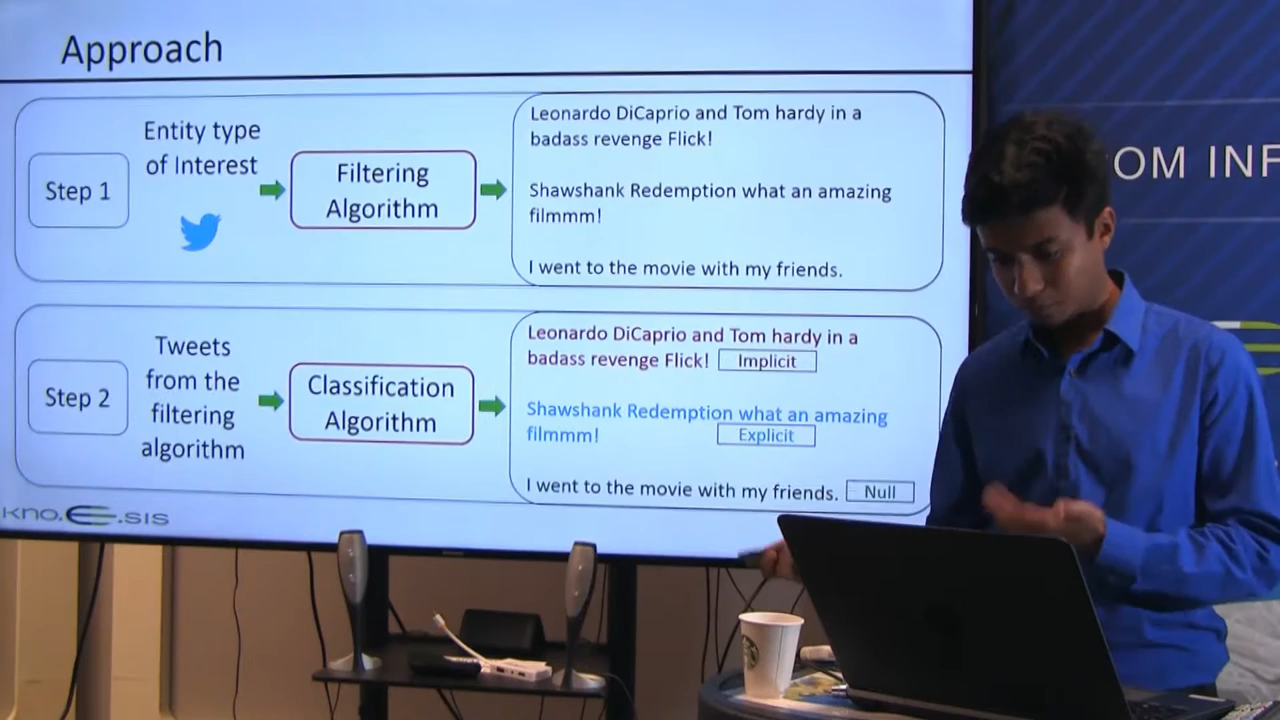 Approach
Step 1
Entity type
of Interest
Filtering
Algorithm
Leonardo DiCaprio and Tom hardy in a
badass revenge Flick!
Shawshank Redemption what an amazing
filmmm!
I went to the movie with my friends.
Step 2
Tweets
from the
filtering
algorithm
Classification
Algorithm
Leonardo DiCaprio and Tom hardy in a
badass revenge Flick! Implicit
Shawshank Redemption what an amazing
filmmm! Explicit
I went to the movie with my friends. Null
kno.e.sis
OM INF